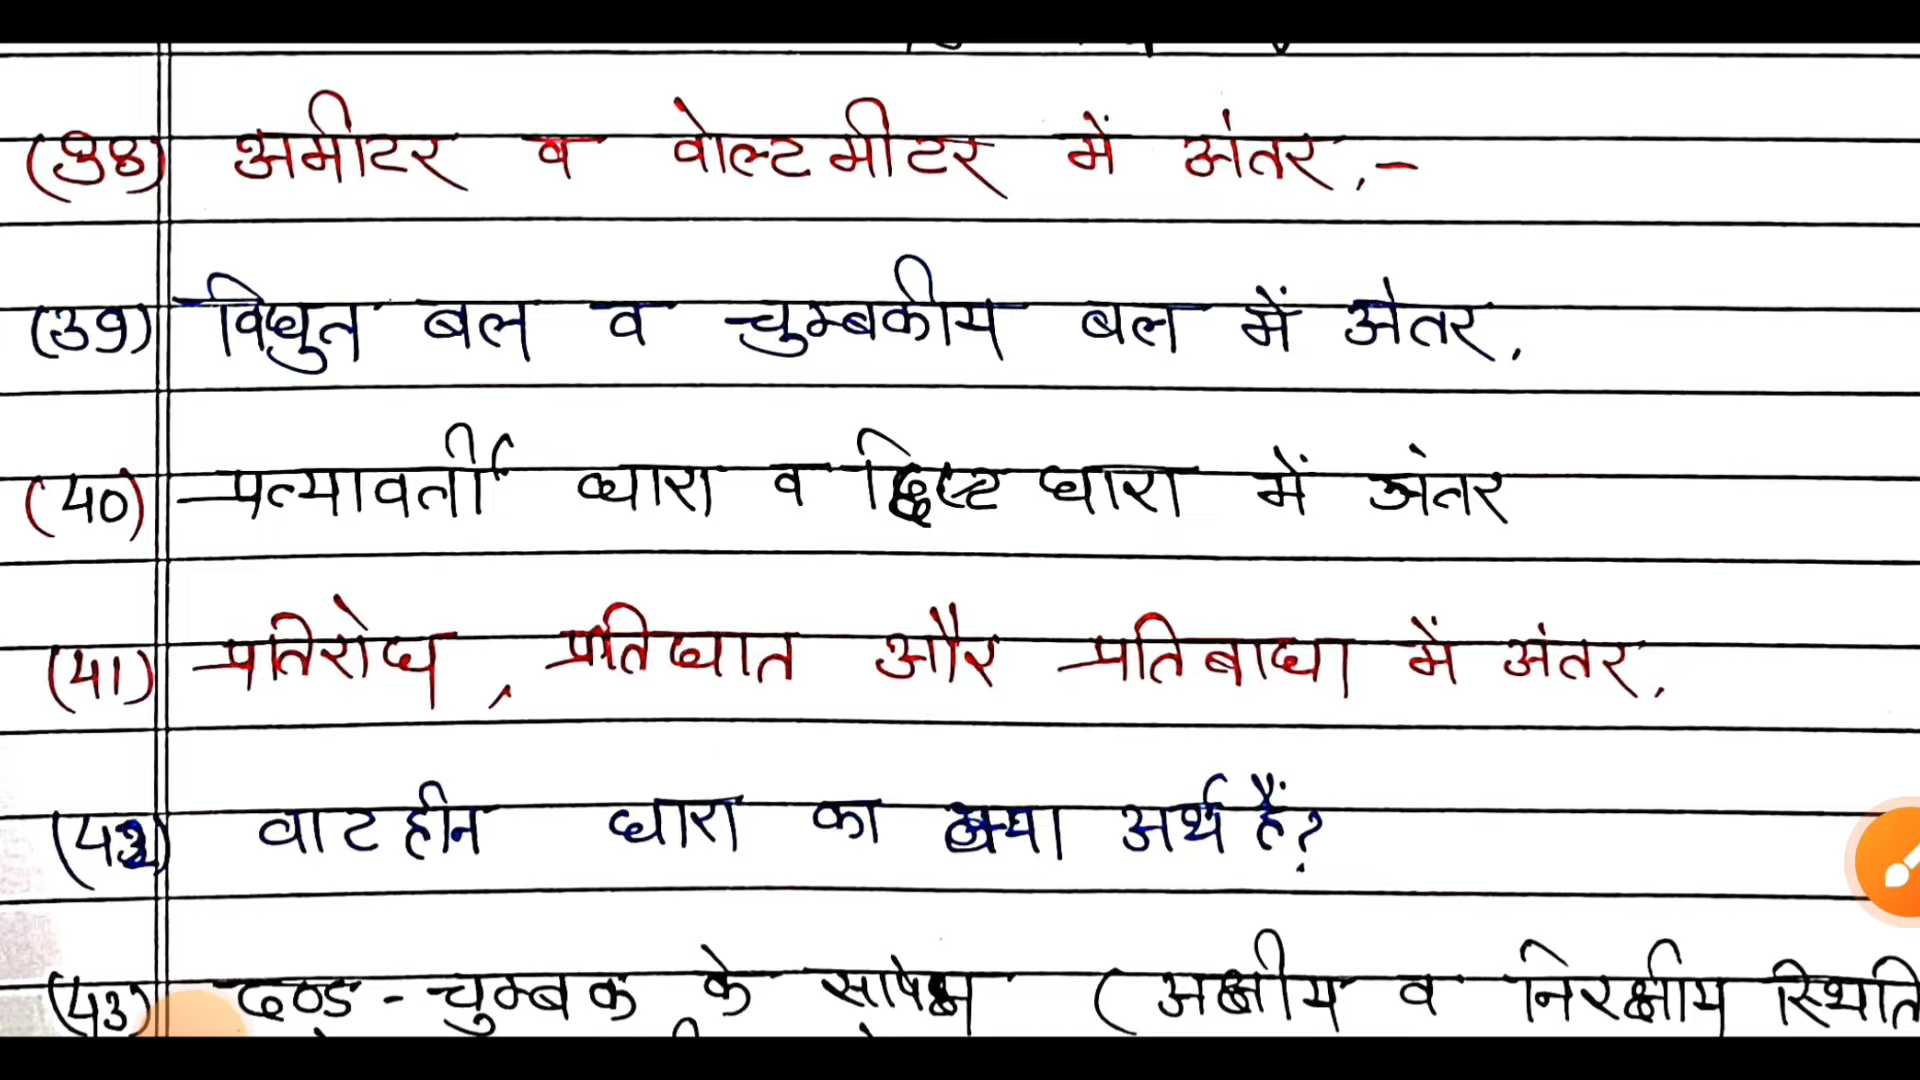 (38) अमीटर व वोल्टमीटर में अंतर,-
(39) विधुत बल व चुम्बकीय बल में अंतर.
(40) प्रत्यावर्ती धारा व दिष्ट धारा में अंतर
(41) प्रतिरोध, प्रतिघात और प्रतिबाधा में अंतर.
(42) वाटहीन धारा का क्या अर्थ हैं?
(43) दण्ड-चुम्बक के सापेक्ष (अक्षीय व निरक्षीय स्थिति